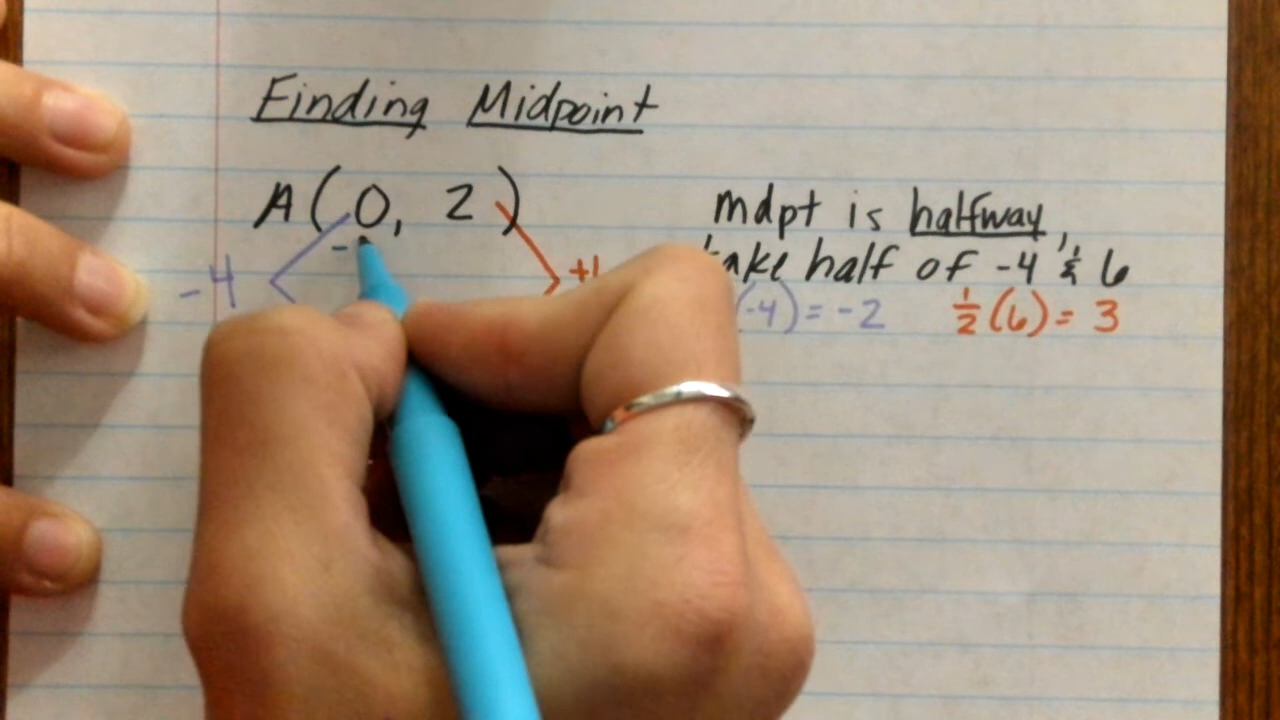 Finding Midpoint
A(0, 2)
mdpt is halfway,
take half of -4 & 6
-
-4
(-4) = -2
1/2 (6) = 3